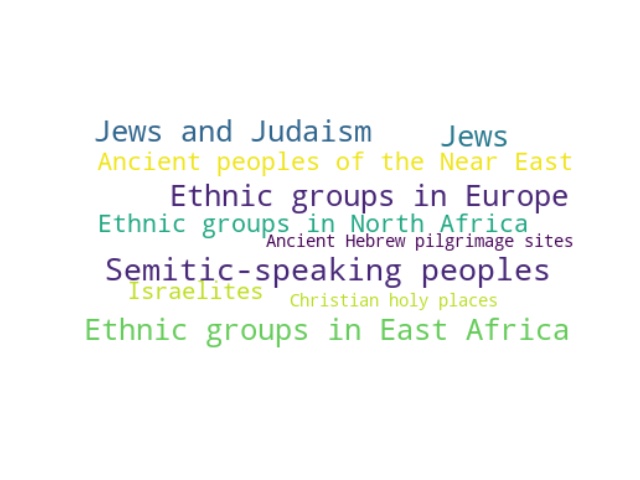 Jews and Judaism
Jews
Ancient peoples of the Near East
Ethnic groups in Europe
Ethnic groups in North Africa
Ancient Hebrew pilgrimage sites
Semitic-speaking peoples
Israelites
Christian holy places
Ethnic groups in East Africa